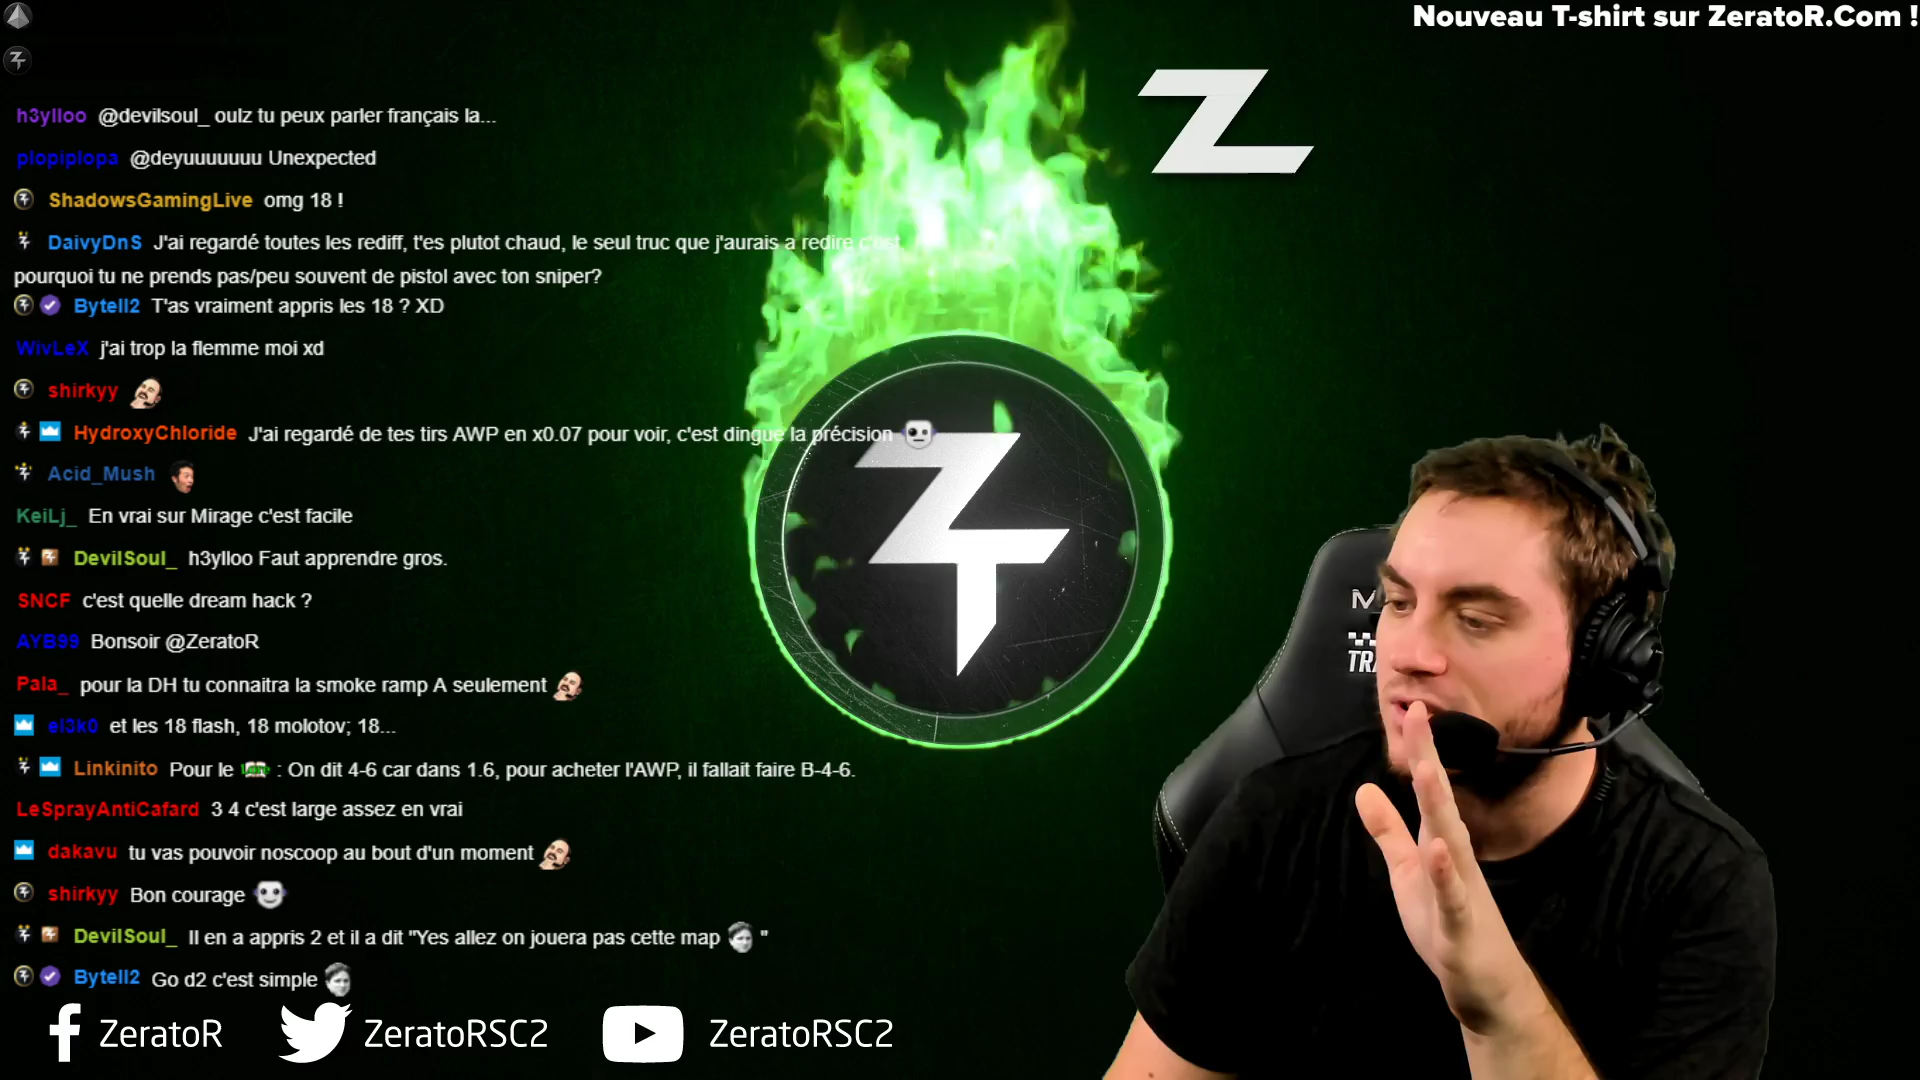 Nouveau T-shirt sur ZeratoR.Com !
h3ylloo @devilsoul_ oulz tu peux parler français la...
plopiplopa @deyuuuuuuu Unexpected
ShadowsGamingLive omg 18 !
DaivyDnS J'ai regardé toutes les rediff, t'es plutot chaud, le seul truc que j'aurais a redire c'est
pourquoi tu ne prends pas/peu souvent de pistol avec ton sniper?
Bytell2 T'as vraiment appris les 18 ? XD
WivLeX j'ai trop la flemme moi xd
shirkyy
HydroxyChloride J'ai regardé de tes tirs AWP en x0.07 pour voir, c'est dingue la précision
Acid_Mush
KeiLj_ En vrai sur Mirage c'est facile
DevilSoul_ h3ylloo Faut apprendre gros.
SNCF c'est quelle dream hack ?
AYB99 Bonsoir @ZeratoR
Pala_ pour la DH tu connaitra la smoke ramp A seulement
el3k0 et les 18 flash, 18 molotov; 18...
Linkinito Pour le : On dit 4-6 car dans 1.6, pour acheter l'AWP, il fallait faire B-4-6.
LeSprayAntiCafard 3 4 c'est large assez en vrai
dakavu tu vas pouvoir noscoop au bout d'un moment
shirkyy Bon courage
DevilSoul_ Il en a appris 2 et il a dit "Yes allez on jouera pas cette map "
Bytell2 Go d2 c'est simple
Z
ZT
ZeratoR
ZeratoRSC2
ZeratoRSC2